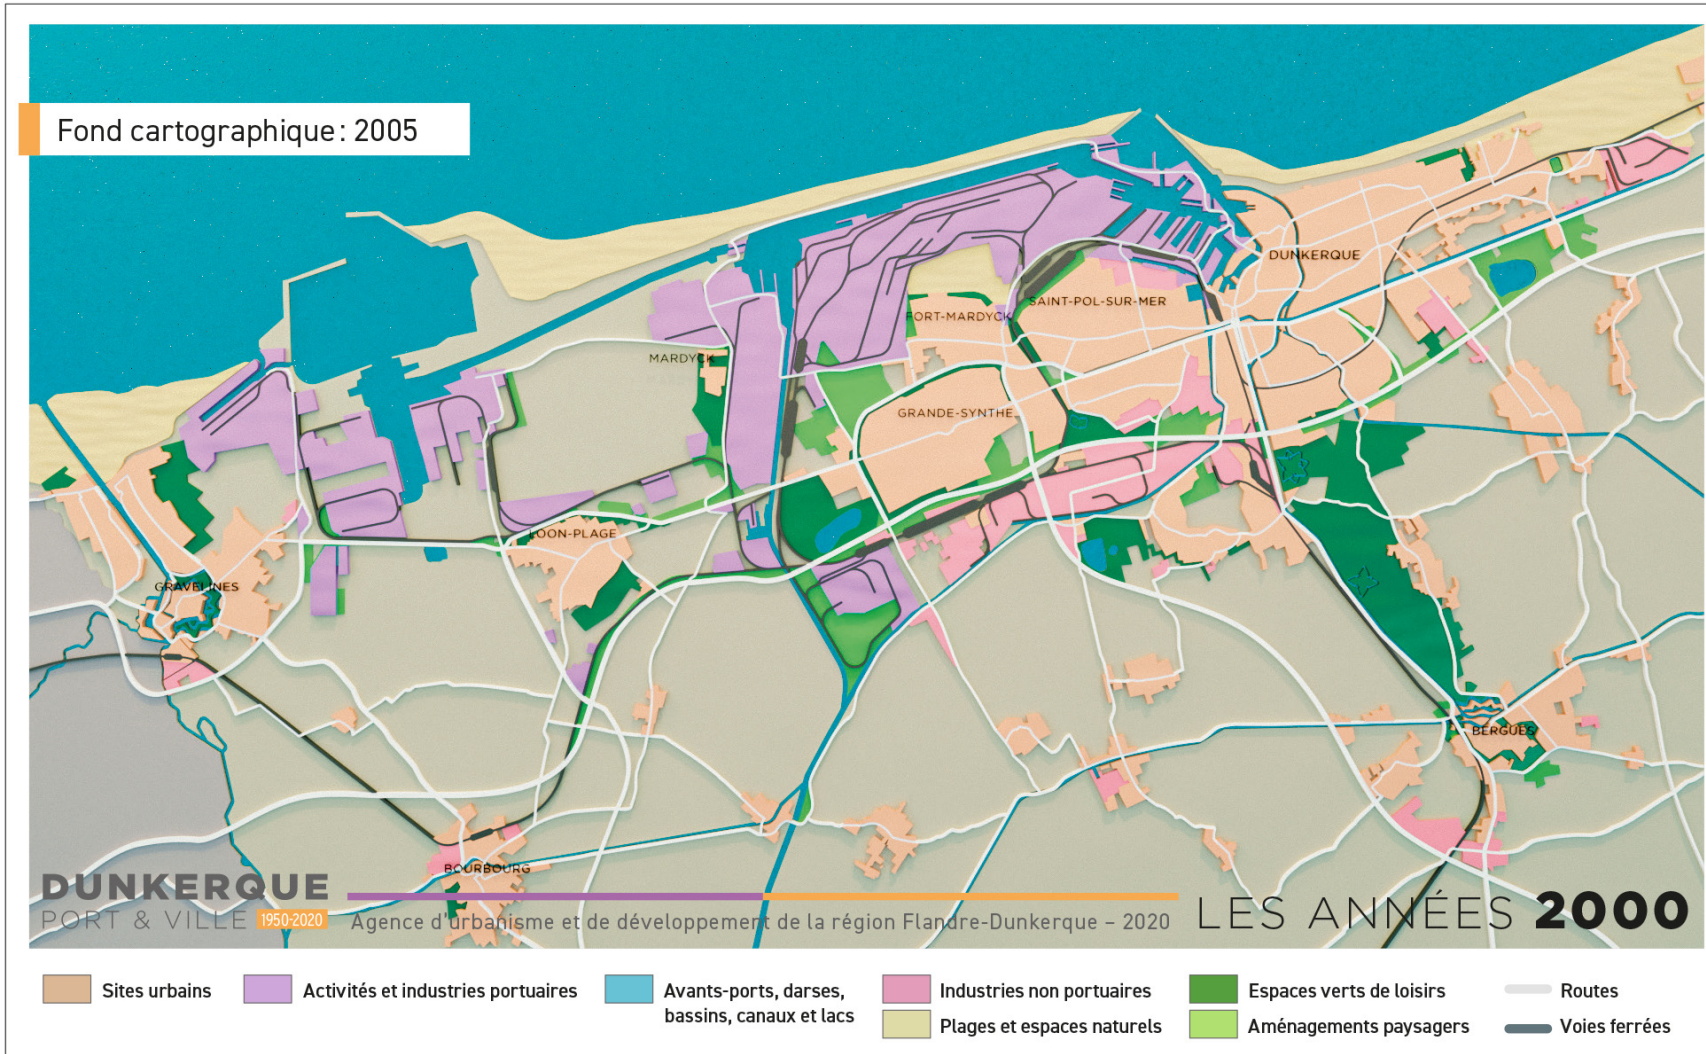 Fond cartographique : 2005
DUNKERQUE
SAINT-POL-SUR-MER
FORT-MARDYCK
MARDYCK
GRANDE-SYNTHE
LOON-PLAGE
GRAVELINES
BERGUES
BOURBOURG
DUNKERQUE
PORT & VILLE 1950-2020
Agence d'urbanisme et de développement de la région Flandre-Dunkerque – 2020
LES ANNÉES 2000
Sites urbains
Activités et industries portuaires
Avants-ports, darses,
bassins, canaux et lacs
Industries non portuaires
Plages et espaces naturels
Espaces verts de loisirs
Aménagements paysagers
Routes
Voies ferrées